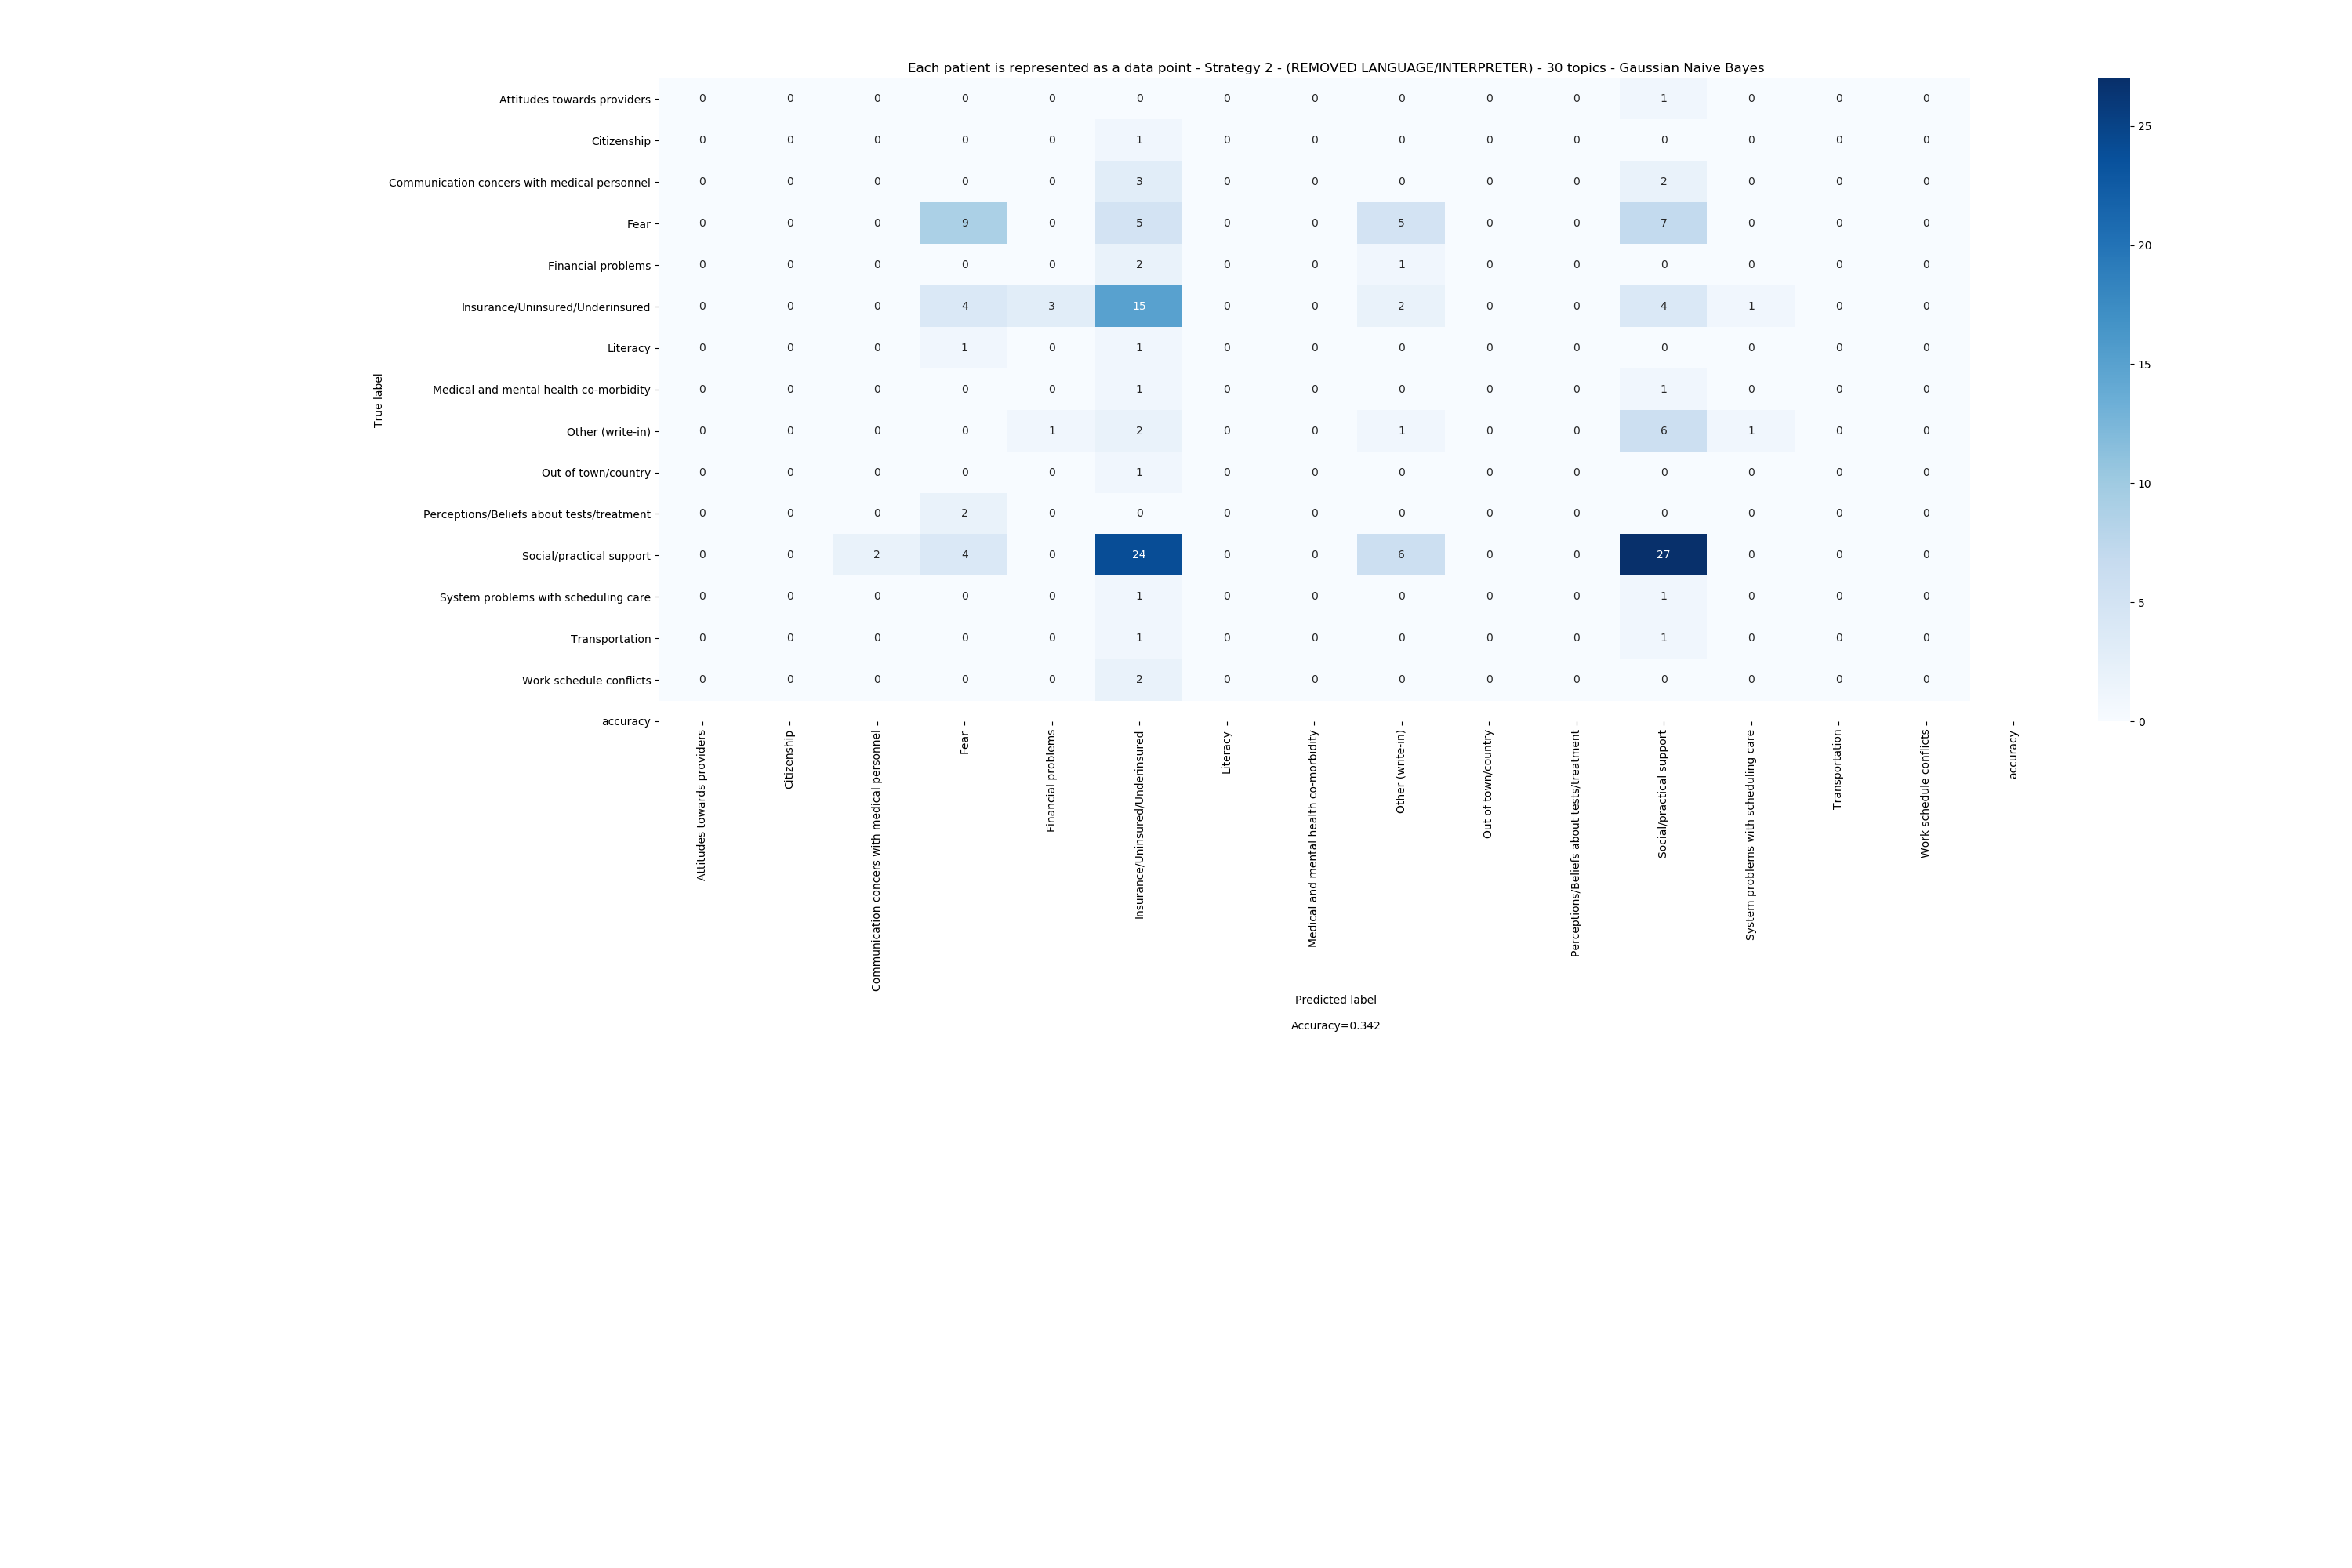 Each patient is represented as a data point - Strategy 2 - (REMOVED LANGUAGE/INTERPRETER) - 30 topics - Gaussian Naive Bayes
True label
Attitudes towards providers 0 0 0 0 0 0 0 0 0 0 0 1 0 0 0
Citizenship 0 0 0 0 0 1 0 0 0 0 0 0 0 0 0
Communication concers with medical personnel 0 0 0 0 0 3 0 0 0 0 0 2 0 0 0
Fear 0 0 0 9 0 5 0 0 5 0 0 7 0 0 0
Financial problems 0 0 0 0 0 2 0 0 1 0 0 0 0 0 0
Insurance/Uninsured/Underinsured 0 0 0 4 3 15 0 0 2 0 0 4 1 0 0
Literacy 0 0 0 1 0 1 0 0 0 0 0 0 0 0 0
Medical and mental health co-morbidity 0 0 0 0 0 1 0 0 0 0 0 1 0 0 0
Other (write-in) 0 0 0 0 1 2 0 0 1 0 0 6 1 0 0
Out of town/country 0 0 0 0 0 1 0 0 0 0 0 0 0 0 0
Perceptions/Beliefs about tests/treatment 0 0 0 2 0 0 0 0 0 0 0 0 0 0 0
Social/practical support 0 0 2 4 0 24 0 0 6 0 0 27 0 0 0
System problems with scheduling care 0 0 0 0 0 1 0 0 0 0 0 1 0 0 0
Transportation 0 0 0 0 0 1 0 0 0 0 0 1 0 0 0
Work schedule conflicts 0 0 0 0 0 2 0 0 0 0 0 0 0 0 0
accuracy
Attitudes towards providers
Citizenship
Communication concers with medical personnel
Fear
Financial problems
Insurance/Uninsured/Underinsured
Literacy
Medical and mental health co-morbidity
Other (write-in)
Out of town/country
Perceptions/Beliefs about tests/treatment
Social/practical support
System problems with scheduling care
Transportation
Work schedule conflicts
accuracy
Predicted label
Accuracy=0.342
25
20
15
10
5
0